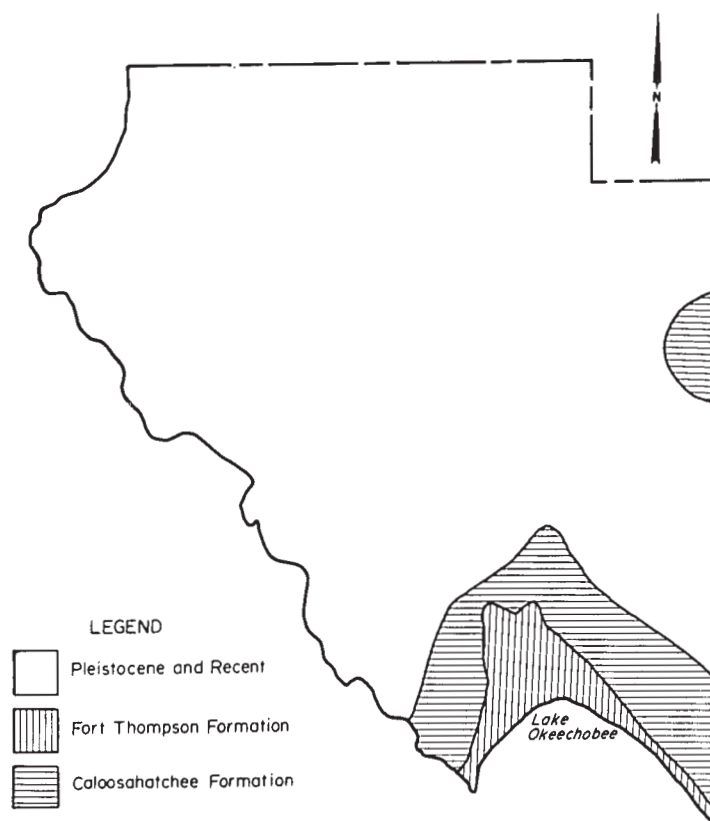 N
LEGEND
Pleistocene and Recent
Fort Thompson Formation
Caloosahatchee Formation
Lake
Okeechobee